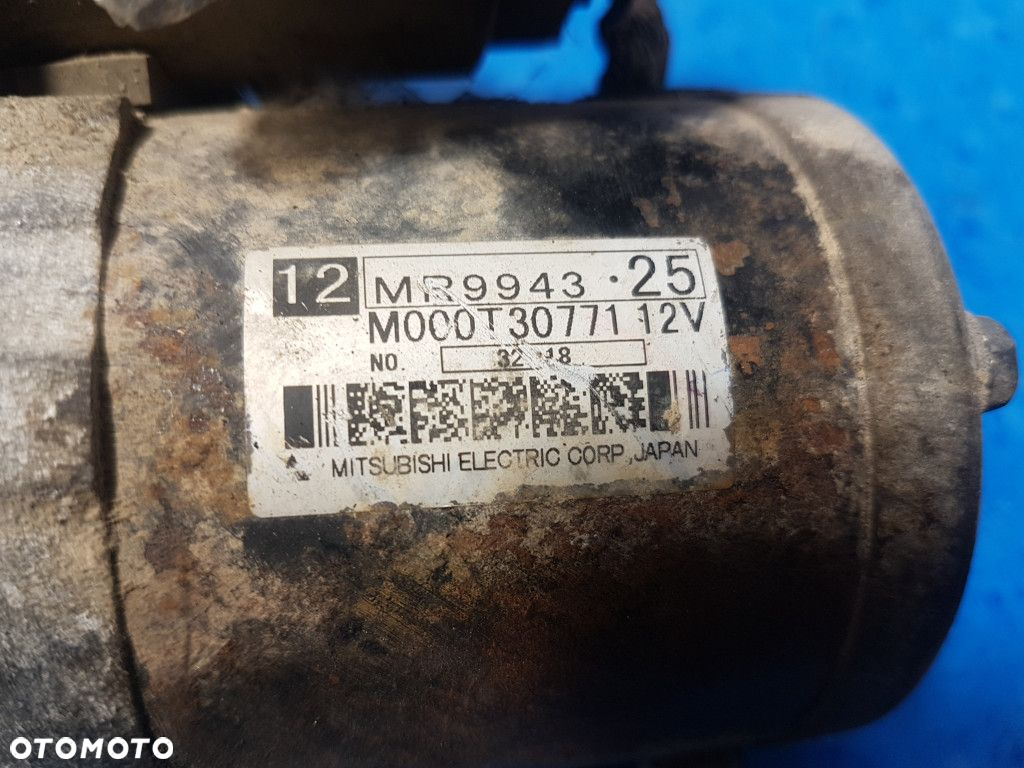 12 MR9943 25
M000T30771 12V
NO.
MITSUBISHI ELECTRIC CORP. JAPAN
OTOMOTO